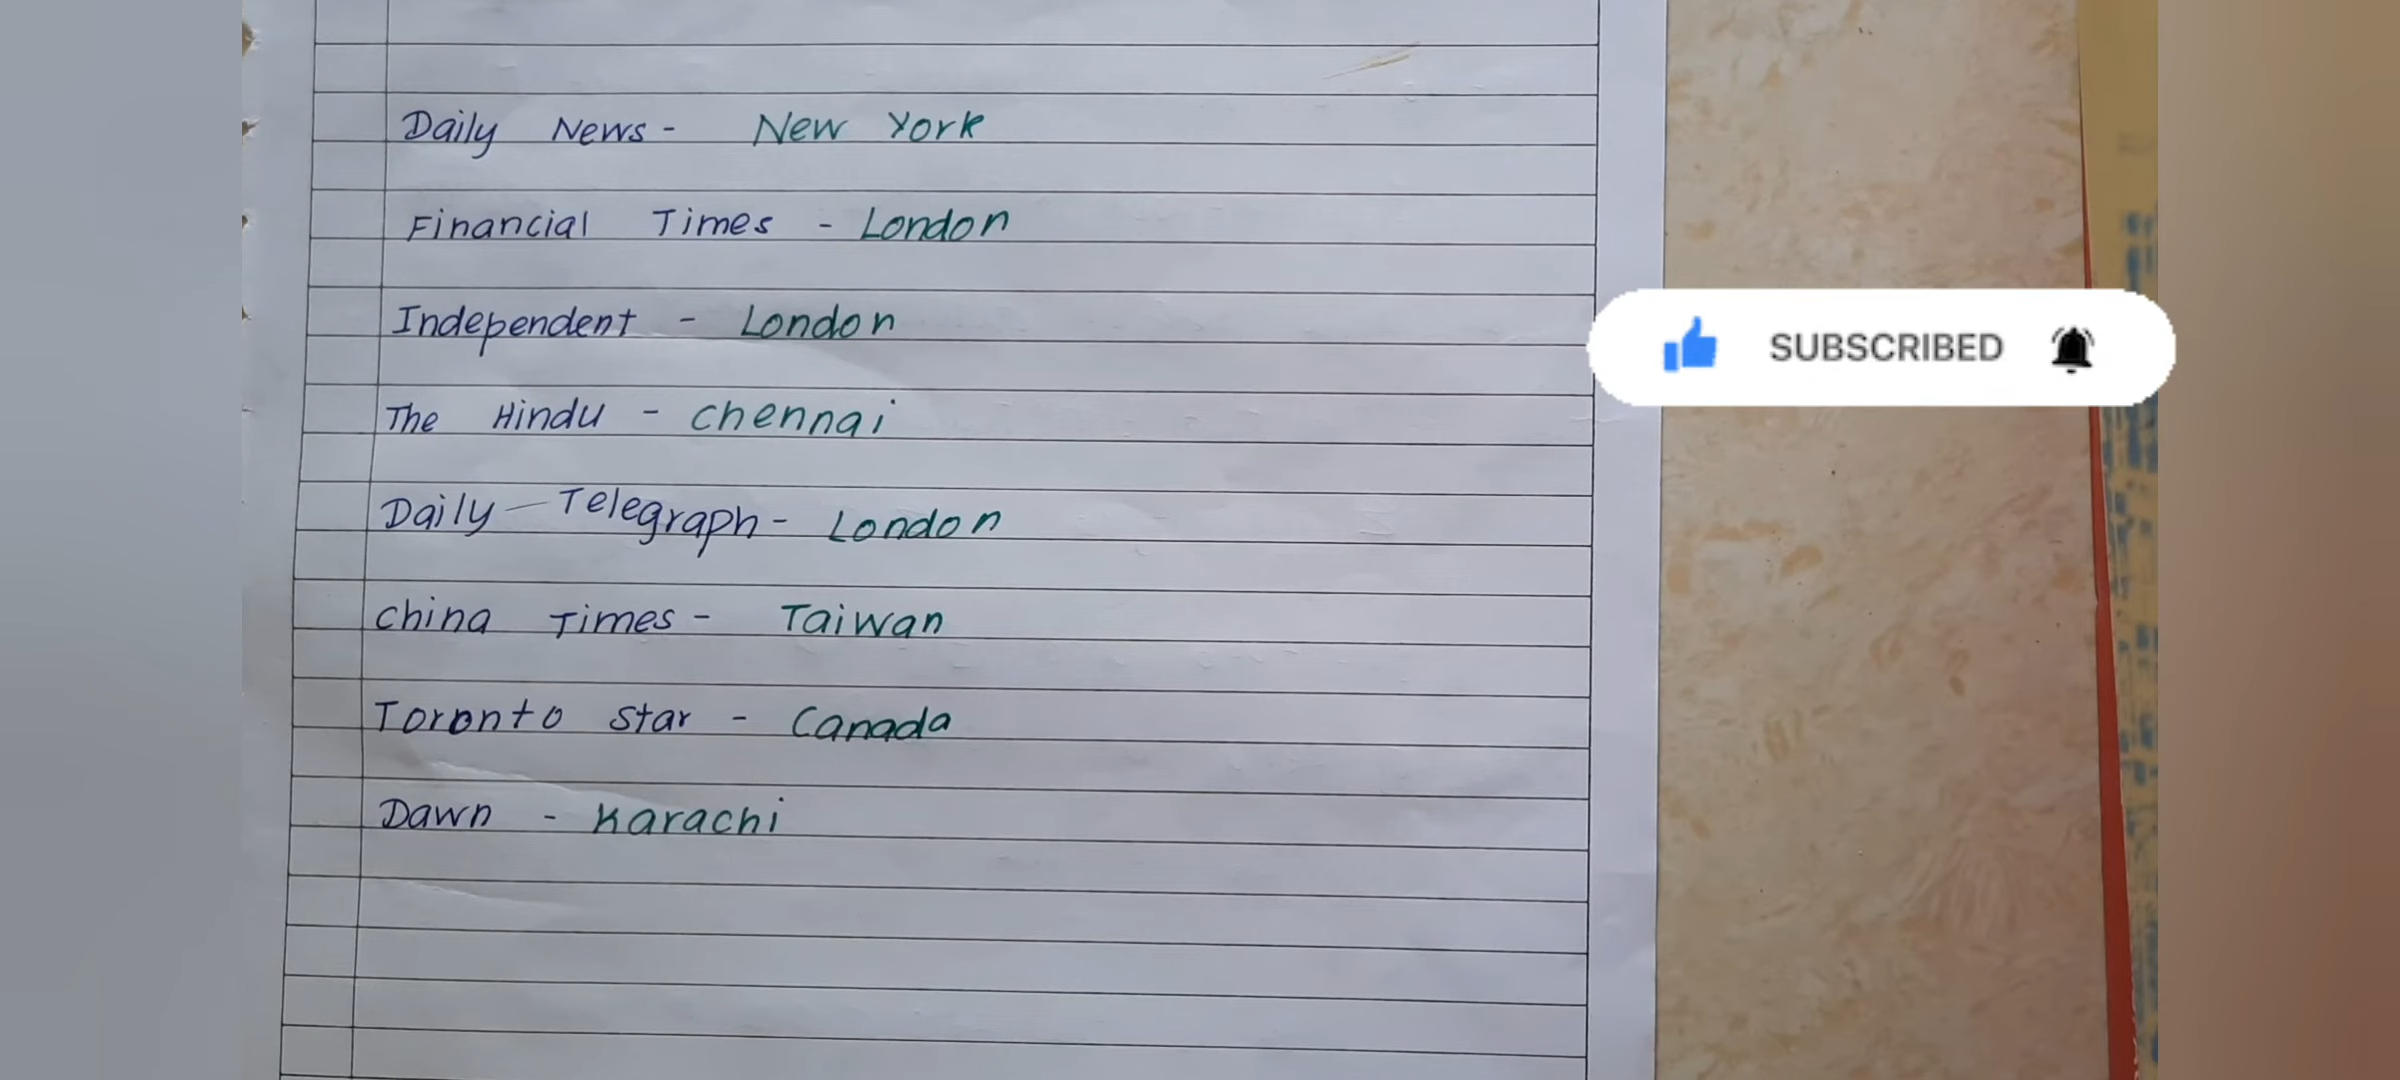 Daily News - New York
Financial Times - London
Independent - London
The Hindu - Chennai
SUBSCRIBED
Daily - Telegraph - London
China Times - Taiwan
Toronto Star - Canada
Dawn - Karachi